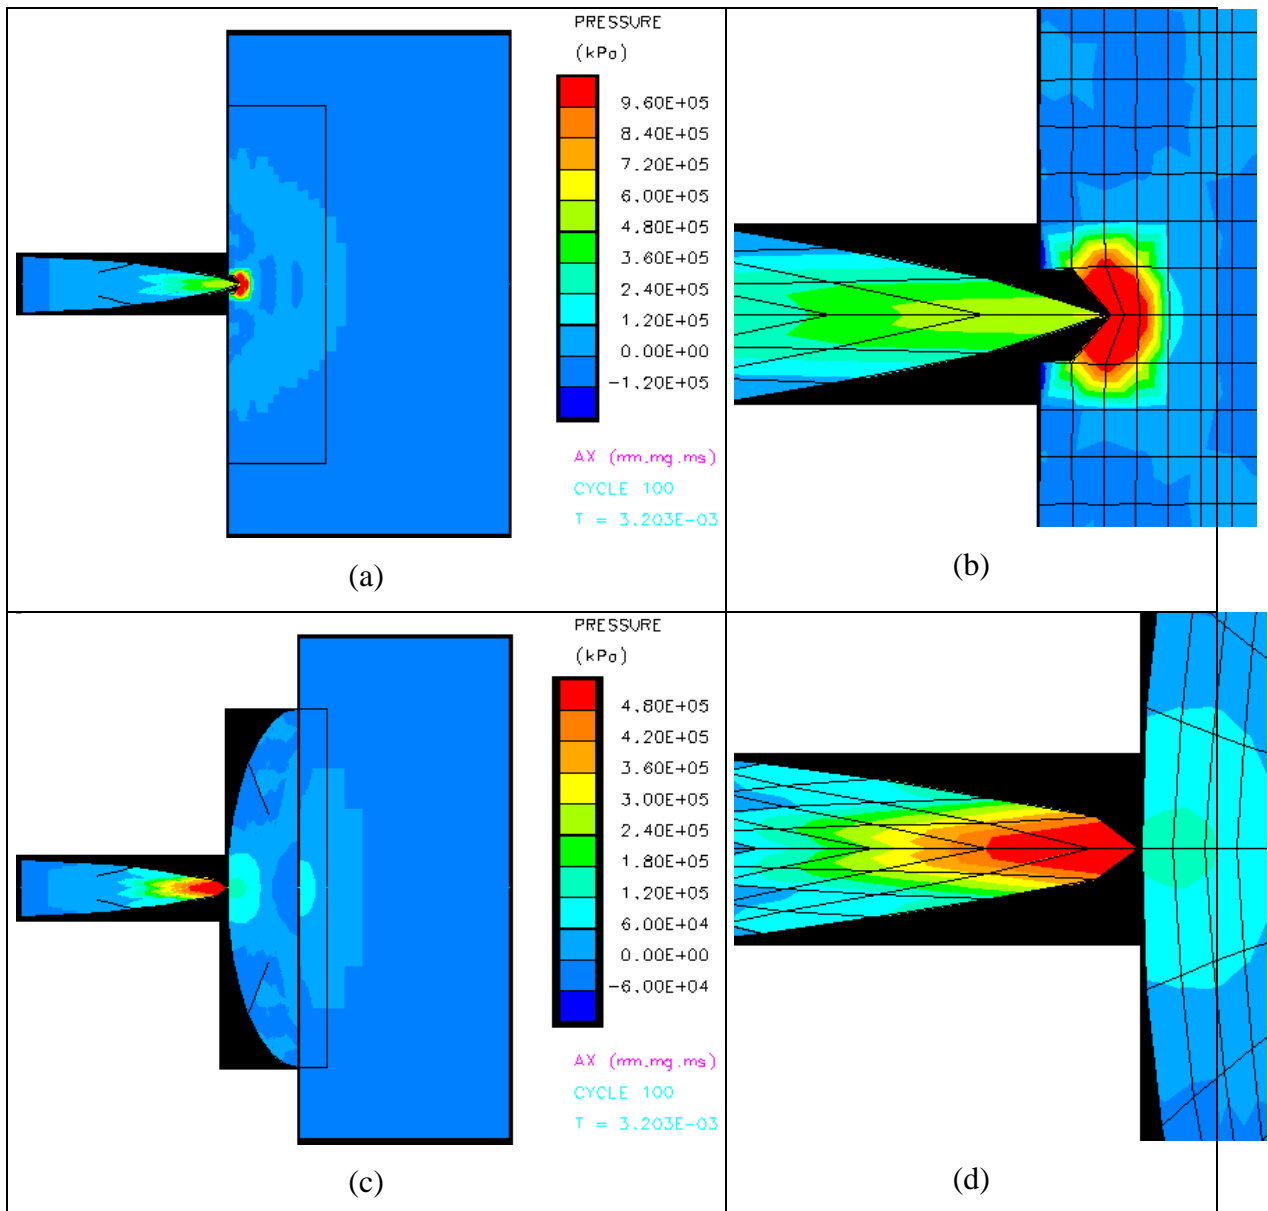 PRESSURE
(kPa)
9.60E+05
8.40E+05
7.20E+05
6.00E+05
4.80E+05
3.60E+05
2.40E+05
1.20E+05
0.00E+00
-1.20E+05
AX (mm.mg.ms)
CYCLE 100
T = 3.203E-03
(a)
(b)
PRESSURE
(kPa)
4.80E+05
4.20E+05
3.60E+05
3.00E+05
2.40E+05
1.80E+05
1.20E+05
6.00E+04
0.00E+00
-6.00E+04
AX (mm.mg.ms)
CYCLE 100
T = 3.203E-03
(c)
(d)